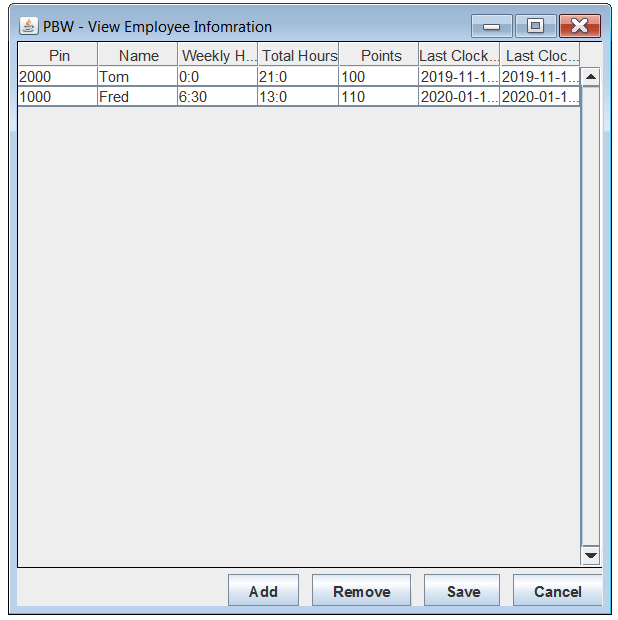 PBW - View Employee Infomration
Pin Name Weekly H... Total Hours Points Last Clock... Last Cloc...
2000 Tom 0:0 21:0 100 2019-11-1... 2019-11-1...
1000 Fred 6:30 13:0 110 2020-01-1... 2020-01-1...
Add Remove Save Cancel